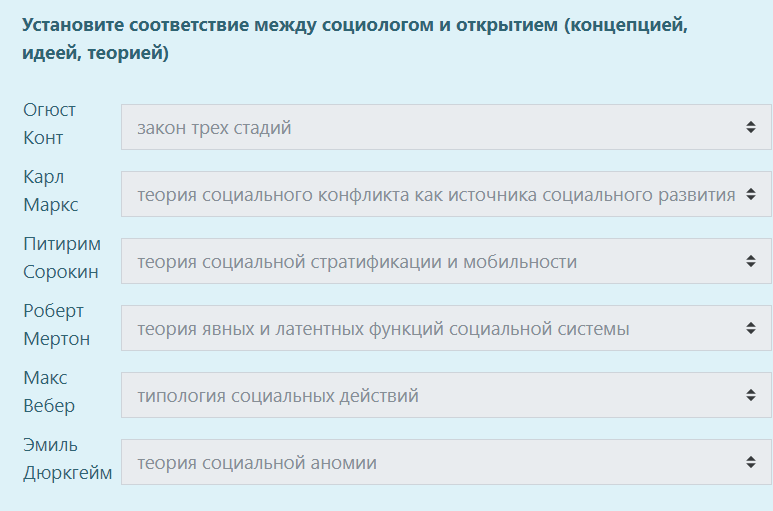 Установите соответствие между социологом и открытием (концепцией,
идеей, теорией)
Огюст
Конт
закон трех стадий
Карл
Маркс
теория социального конфликта как источника социального развития
Питирим
Сорокин
теория социальной стратификации и мобильности
Роберт
Мертон
теория явных и латентных функций социальной системы
Макс
Вебер
типология социальных действий
Эмиль
Дюркгейм
теория социальной аномии